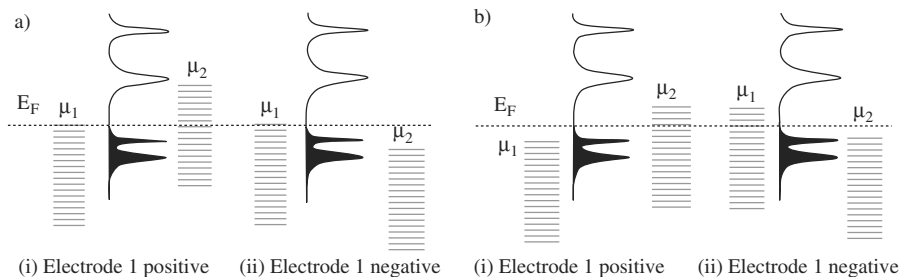 a)
E_F
μ₁
μ₂
μ₁
μ₂
(i) Electrode 1 positive
(ii) Electrode 1 negative
b)
E_F
μ₁
μ₂
μ₁
μ₂
(i) Electrode 1 positive
(ii) Electrode 1 negative